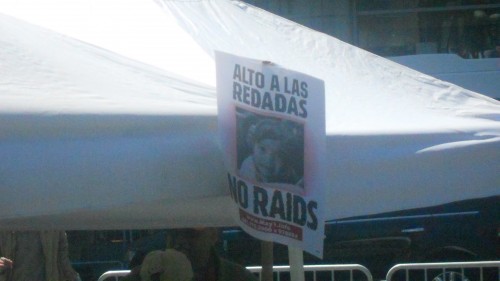 ALTO A LAS
REDADAS
NO RAIDS